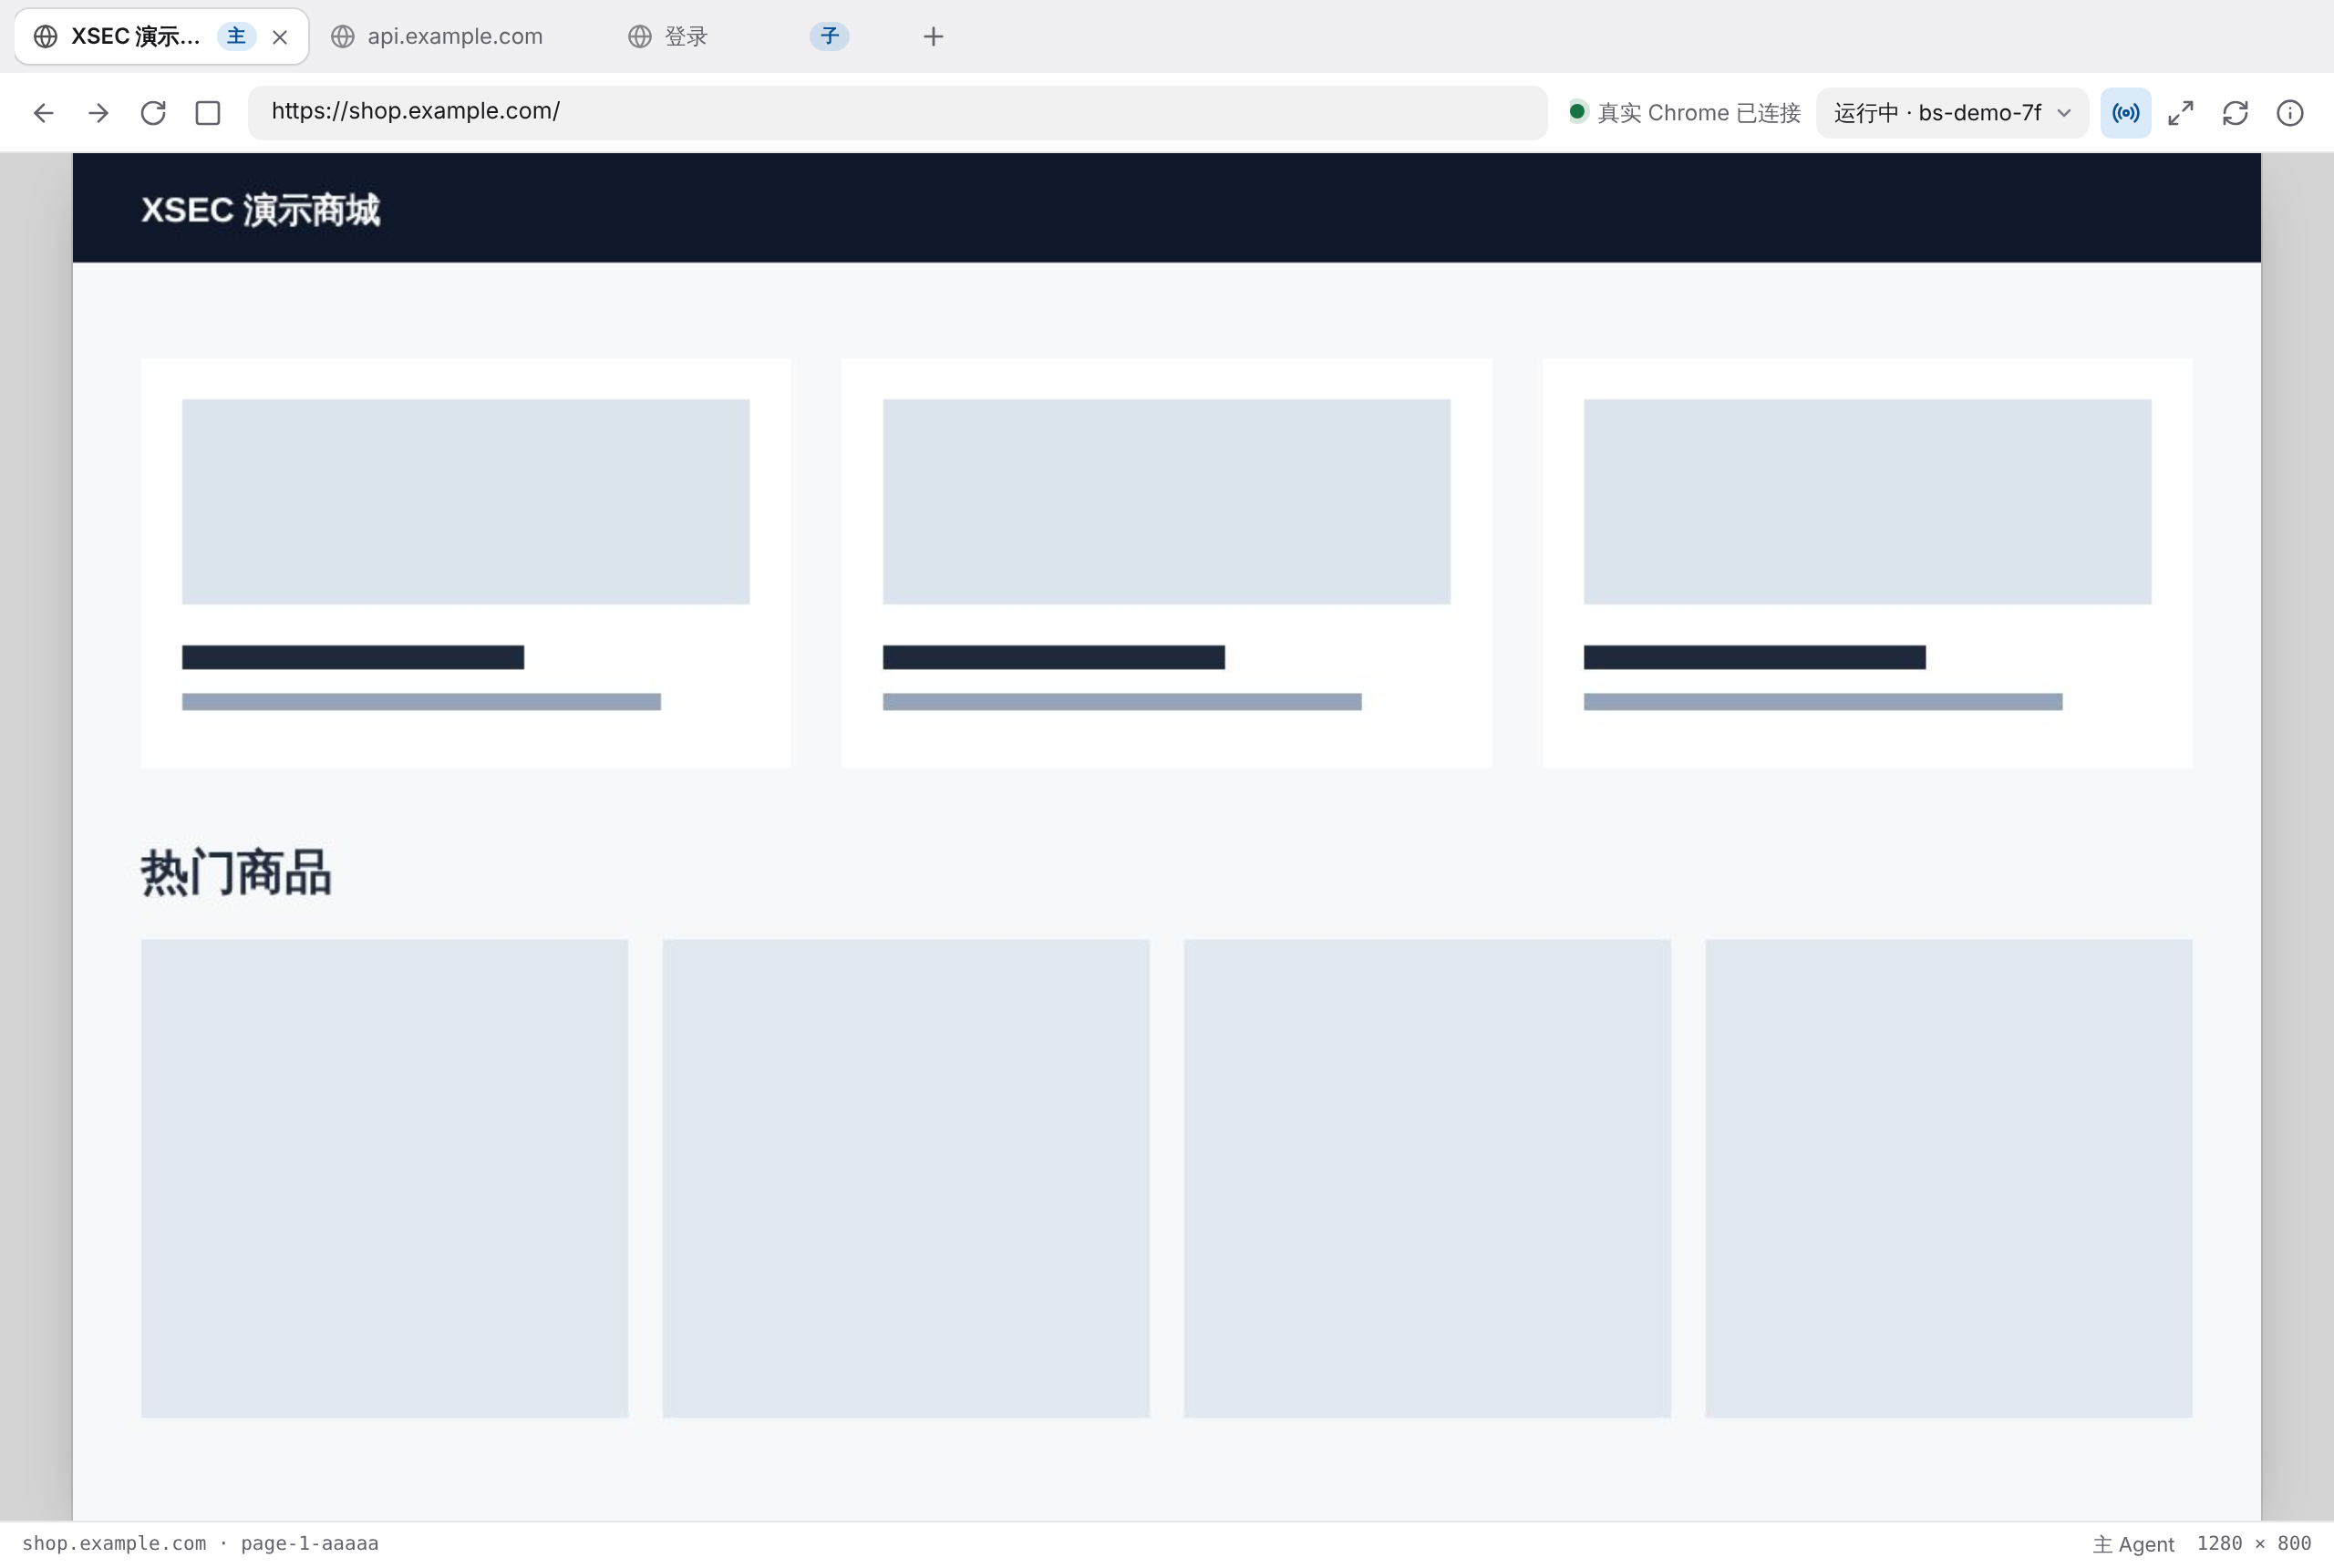 XSEC 演示... 主
api.example.com
登录 子
https://shop.example.com/
真实 Chrome 已连接
运行中 · bs-demo-7f
XSEC 演示商城
热门商品
shop.example.com · page-1-aaaaa
主 Agent 1280 × 800